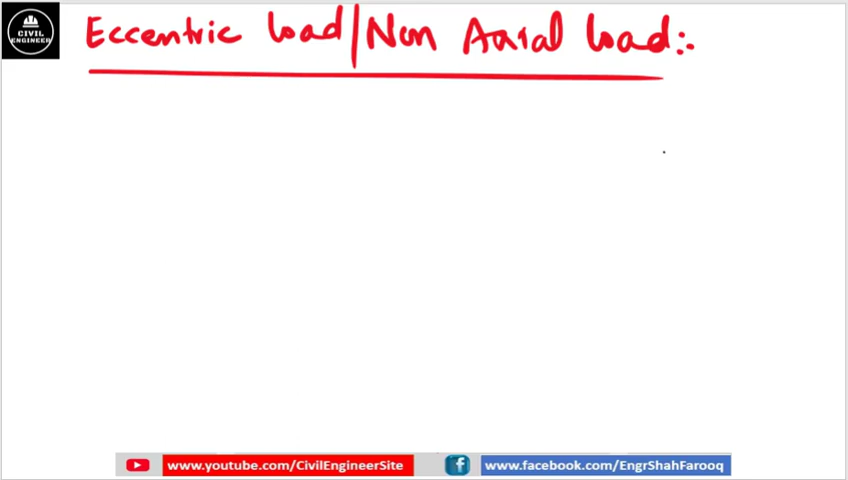 CIVIL
ENGINEER
Eccentric Load/Non Axial Load:-
www.youtube.com/CivilEngineerSite
www.facebook.com/EngrShahFarooq